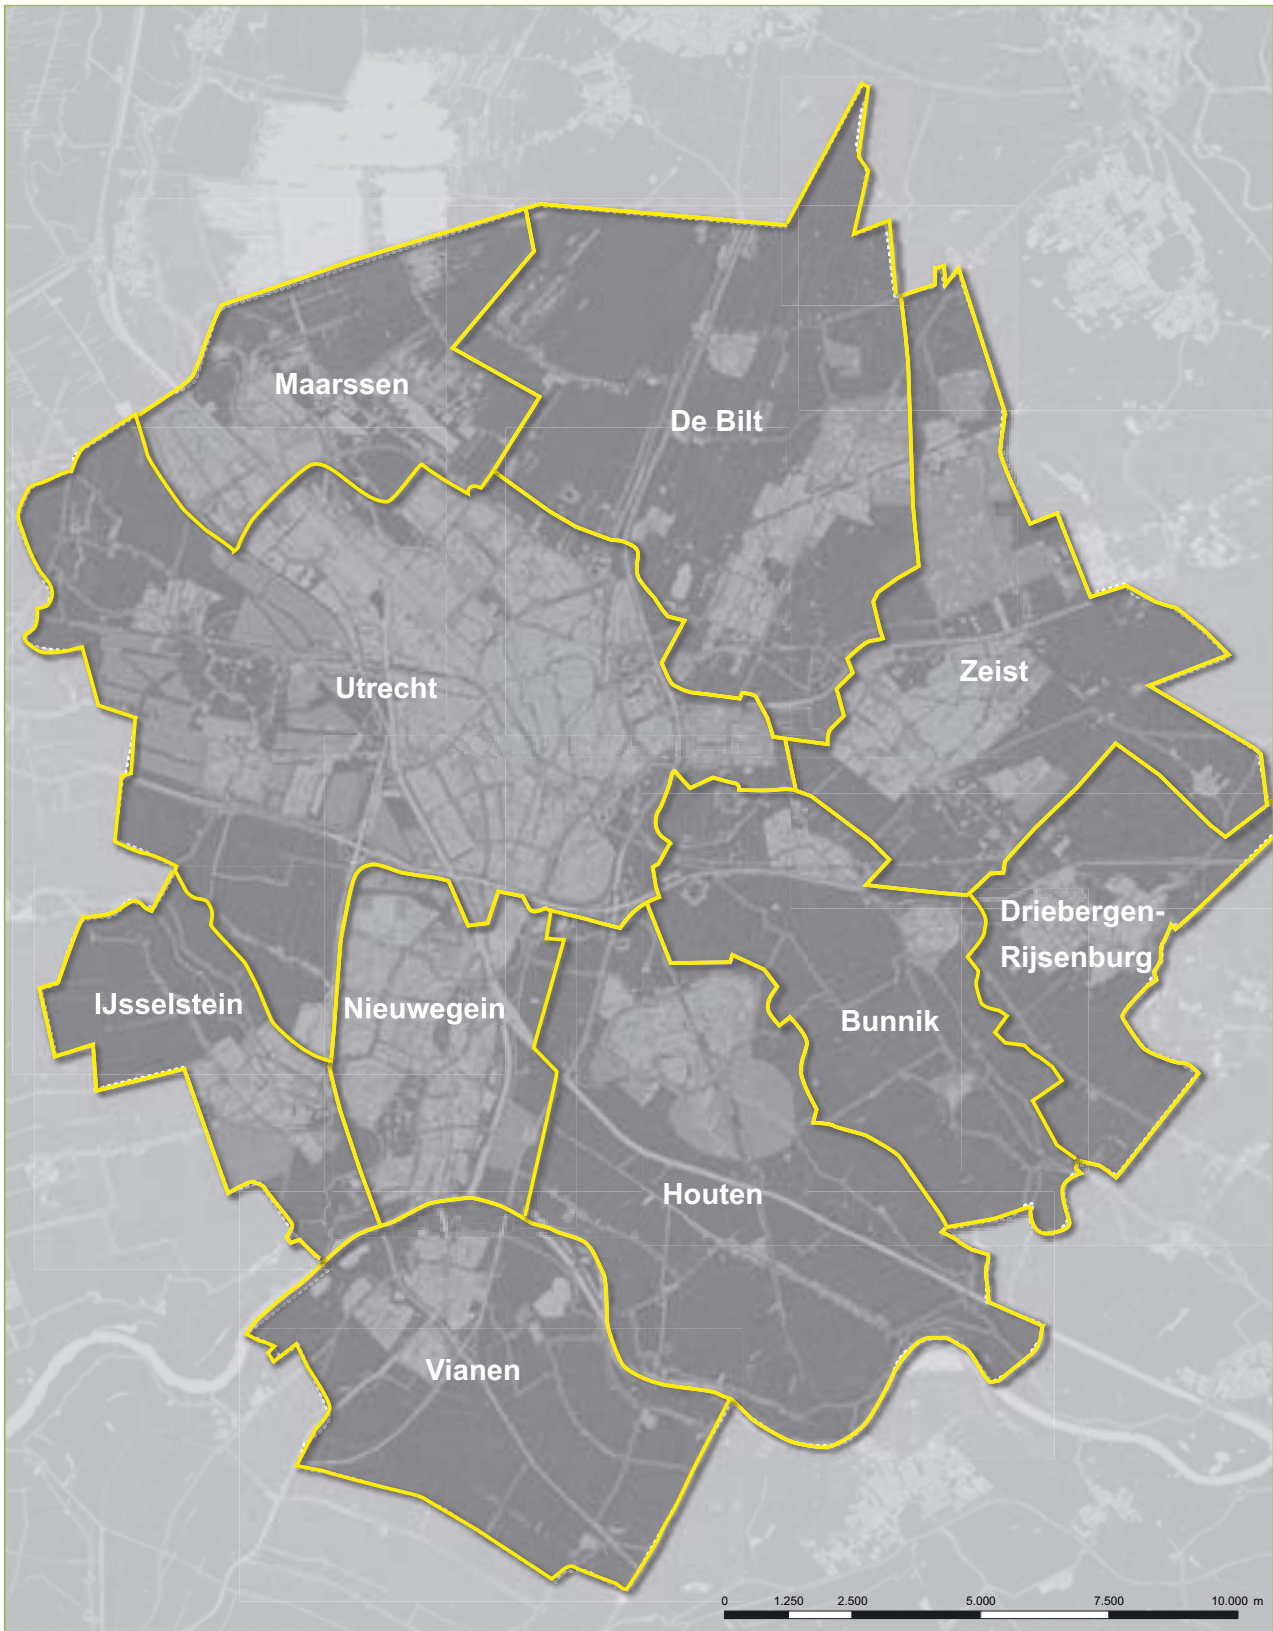 Maarssen
De Bilt
Utrecht
Zeist
Driebergen-
Rijsenburg
IJsselstein
Nieuwegein
Bunnik
Houten
Vianen
0 1.250 2.500 5.000 7.500 10.000 m